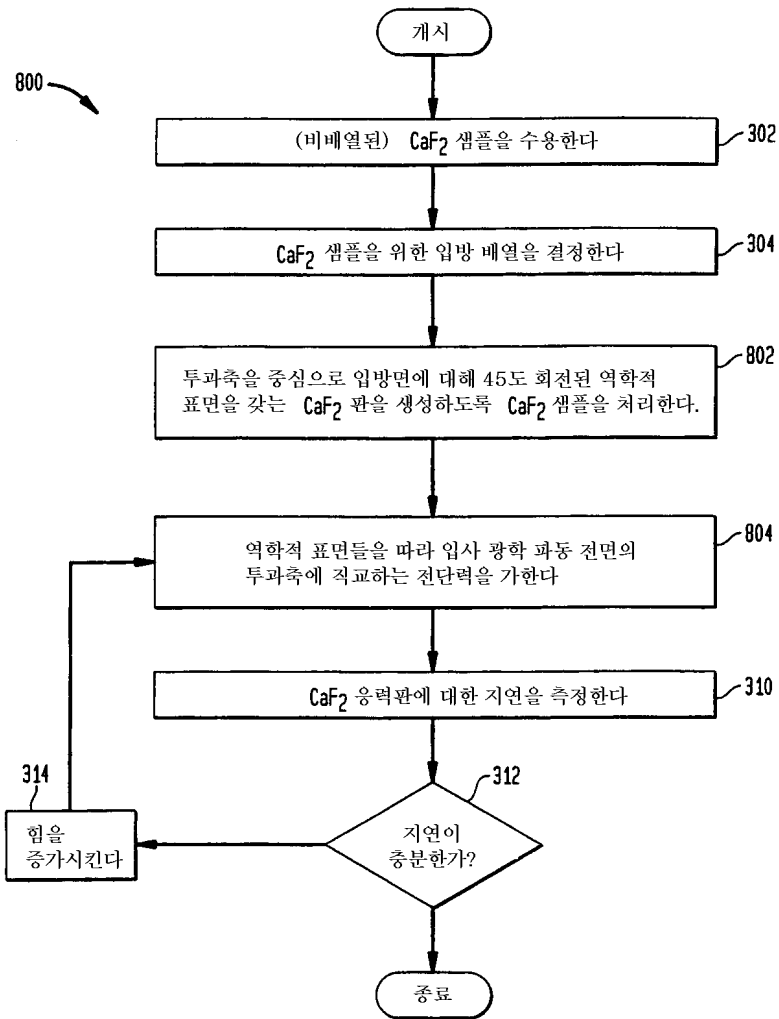 개시
800
(비배열된) CaF2 샘플을 수용한다
302
CaF2 샘플을 위한 입방 배열을 결정한다
304
802
투과축을 중심으로 입방면에 대해 45도 회전된 역학적
표면을 갖는 CaF2 판을 생성하도록 CaF2 샘플을 처리한다.
804
역학적 표면들을 따라 입사 광학 파동 전면의
투과축에 직교하는 전단력을 가한다
CaF2 응력판에 대한 지연을 측정한다
310
314
312
힘을
증가시킨다
지연이
충분한가?
종료